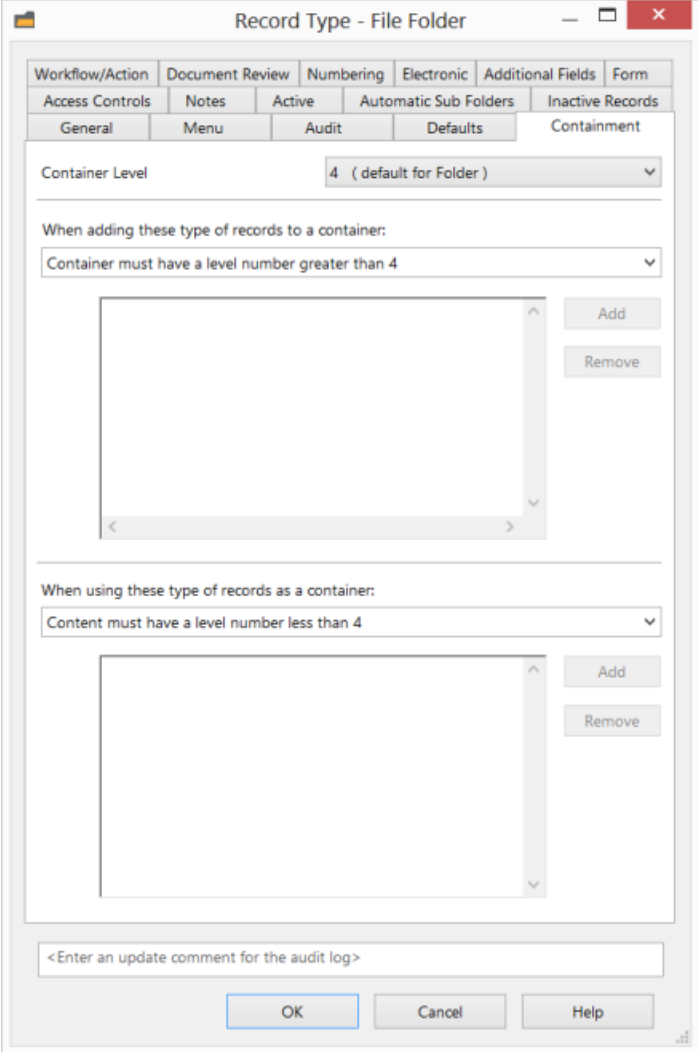 Record Type - File Folder
Workflow/Action Document Review Numbering Electronic Additional Fields Form
Access Controls Notes Active Automatic Sub Folders Inactive Records
General Menu Audit Defaults Containment
Container Level 4 ( default for Folder )
When adding these type of records to a container:
Container must have a level number greater than 4
Add
Remove
When using these type of records as a container:
Content must have a level number less than 4
Add
Remove
<Enter an update comment for the audit log>
OK Cancel Help